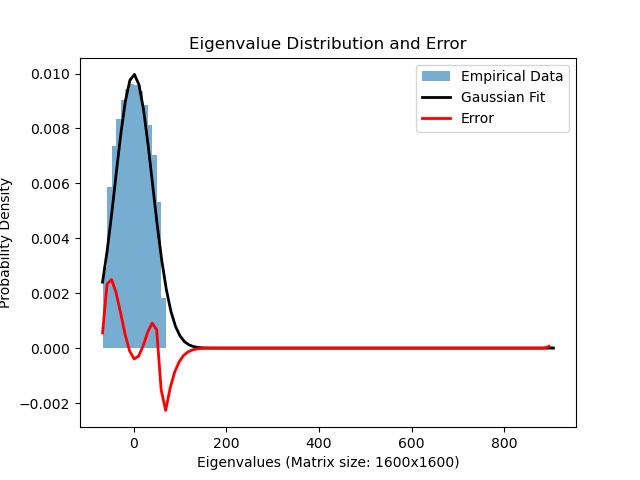 Eigenvalue Distribution and Error
Empirical Data
Gaussian Fit
Error
Probability Density
0.010
0.008
0.006
0.004
0.002
0.000
−0.002
0
200
400
600
800
Eigenvalues (Matrix size: 1600x1600)